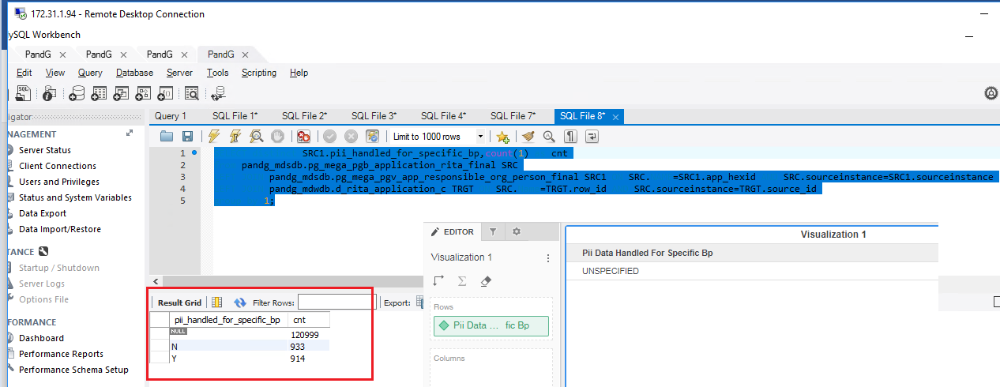 172.31.1.94 - Remote Desktop Connection
ySQL Workbench
PandG PandG PandG PandG
Edit View Query Database Server Tools Scripting Help
igator
Query 1 SQL File 1* SQL File 2* SQL File 3* SQL File 4* SQL File 7* SQL File 8*
NAGEMENT
Server Status
Client Connections
Users and Privileges
Status and System Variables
Data Export
Data Import/Restore
TANCE
Startup / Shutdown
Server Logs
Options File
FORMANCE
Dashboard
Performance Reports
Performance Schema Setup
Limit to 1000 rows
1 SRC1.pii_handled_for_specific_bp,count(1) cnt
2 pandg_mdsdb.pg_mega_pgb_application_rita_final SRC
3 pandg_mdsdb.pg_mega_pgv_app_responsible_org_person_final SRC1 SRC. =SRC1.app_hexid SRC.sourceinstance=SRC1.sourceinstance
4 pandg_mdwdb.d_rita_application_c TRGT SRC. =TRGT.row_id SRC.sourceinstance=TRGT.source_id
5 1;
Result Grid Filter Rows: Export:
pii_handled_for_specific_bp cnt
NULL 120999
N 933
Y 914
EDITOR
Visualization 1
Rows
Pii Data ... fic Bp
Columns
Visualization 1
Pii Data Handled For Specific Bp
UNSPECIFIED